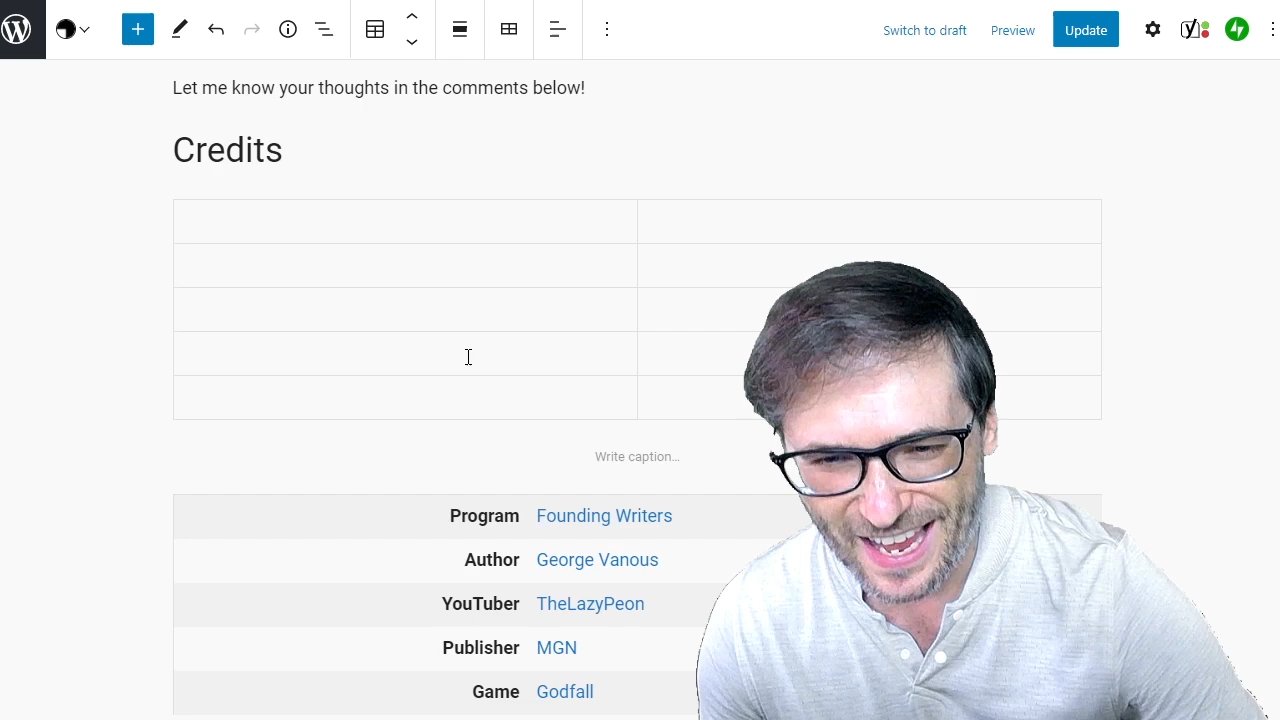 Switch to draft Preview Update
Let me know your thoughts in the comments below!
Credits
Write caption...
Program Founding Writers
Author George Vanous
YouTuber TheLazyPeon
Publisher MGN
Game Godfall